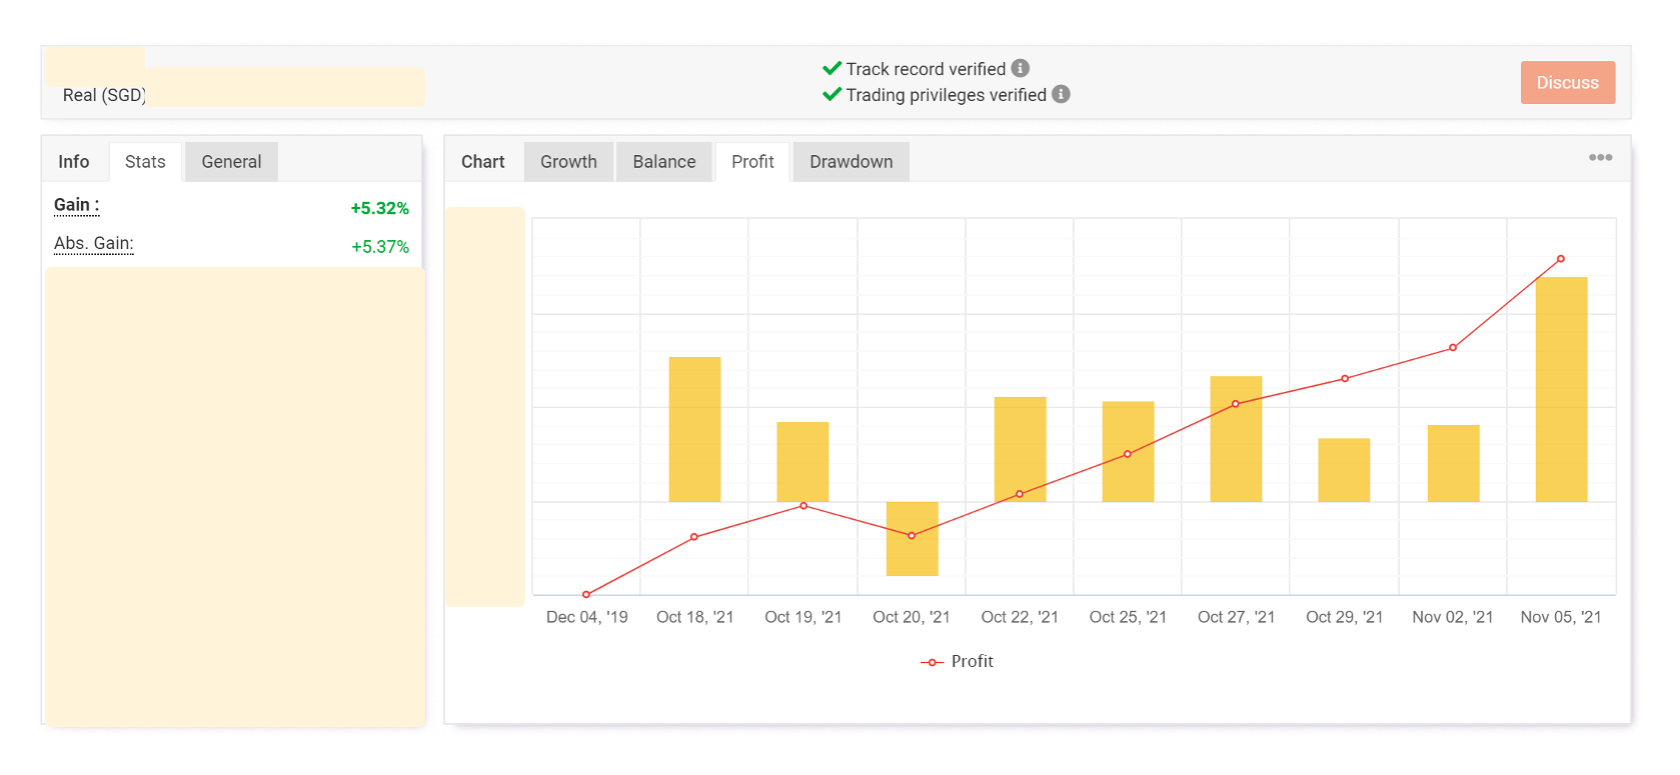 Real (SGD)
Track record verified
Trading privileges verified
Discuss
Info Stats General
Gain : +5.32%
Abs. Gain: +5.37%
Chart Growth Balance Profit Drawdown
Dec 04, '19 Oct 18, '21 Oct 19, '21 Oct 20, '21 Oct 22, '21 Oct 25, '21 Oct 27, '21 Oct 29, '21 Nov 02, '21 Nov 05, '21
Profit